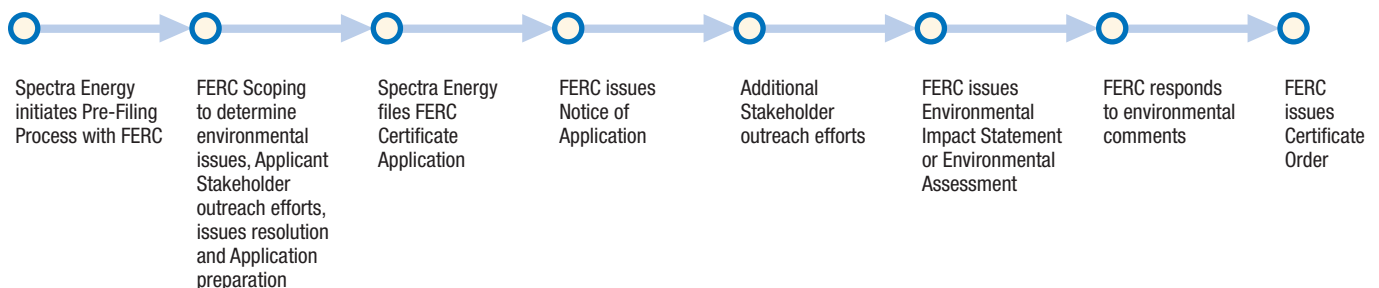 Spectra Energy
initiates Pre-Filing
Process with FERC
FERC Scoping
to determine
environmental
issues, Applicant
Stakeholder
outreach efforts,
issues resolution
and Application
preparation
Spectra Energy
files FERC
Certificate
Application
FERC issues
Notice of
Application
Additional
Stakeholder
outreach efforts
FERC issues
Environmental
Impact Statement
or Environmental
Assessment
FERC responds
to environmental
comments
FERC
issues
Certificate
Order